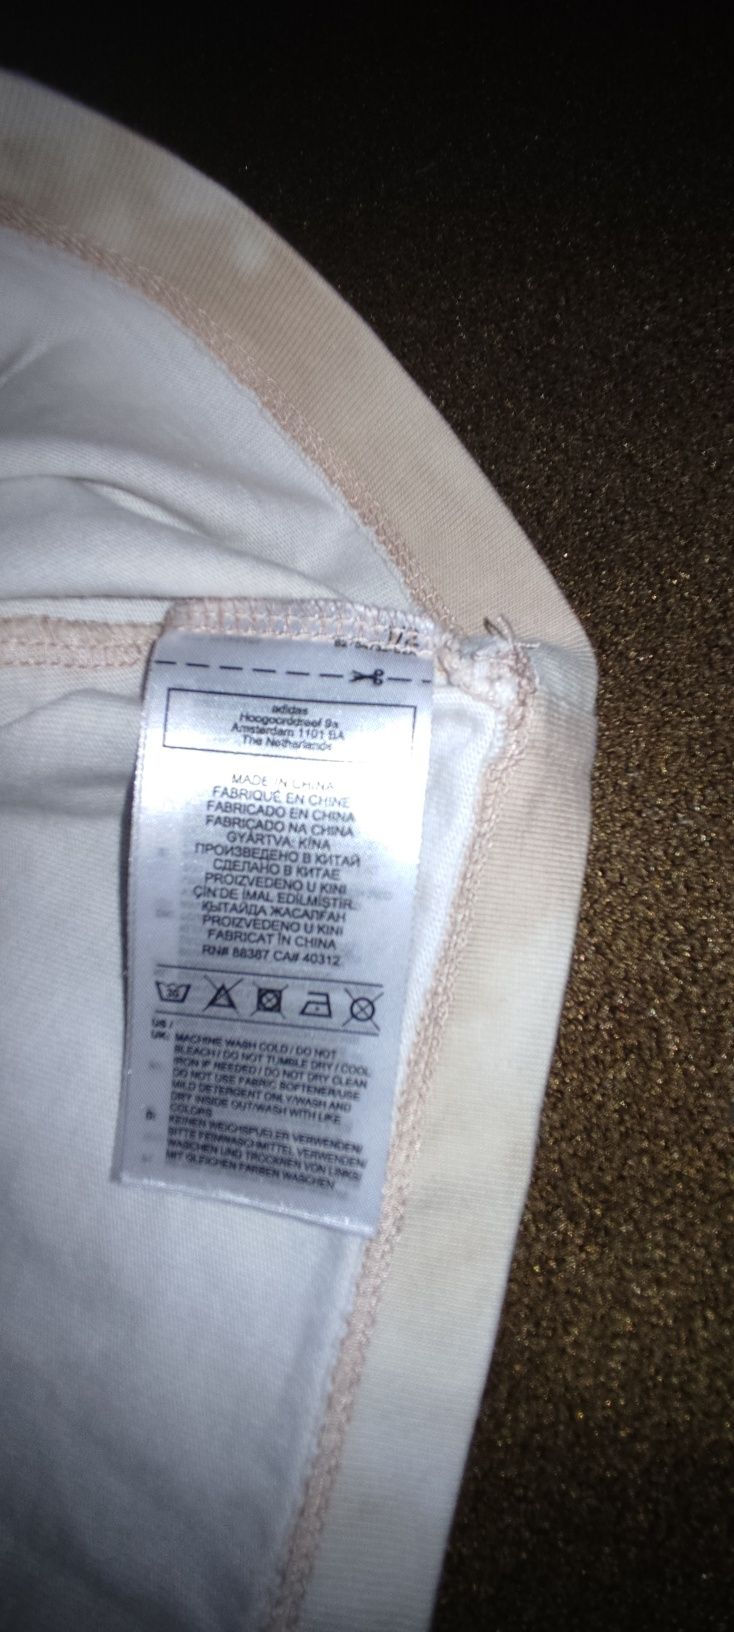 adidas
Hoogoorddreef 9a
Amsterdam 1101 BA
The Netherlands
MADE IN CHINA
FABRIQUÉ EN CHINE
FABRICADO EN CHINA
FABRICADO NA CHINA
GYÁRTVA: KÍNA
ПРОИЗВЕДЕНО В КИТАЙ
СДЕЛАНО В КИТАЕ
PROIZVEDENO U KINI
ÇİN'DE İMAL EDİLMİŞTİR.
ҚЫТАЙДА ЖАСАЛҒАН
PROIZVEDENO U KINI
FABRICAT ÎN CHINA
RN# 88387 CA# 40312
30
US /
UK: MACHINE WASH COLD / DO NOT
BLEACH / DO NOT TUMBLE DRY / COOL
IRON IF NEEDED / DO NOT DRY CLEAN
DO NOT USE FABRIC SOFTENER/USE
MILD DETERGENT ONLY/WASH AND
DRY INSIDE OUT/WASH WITH LIKE
COLORS
KEINEN WEICHSPÜLER VERWENDEN/
BITTE FEINWASCHMITTEL VERWENDEN/
WASCHEN UND TROCKNEN VON LINKS/
MIT GLEICHEN FARBEN WASCHEN